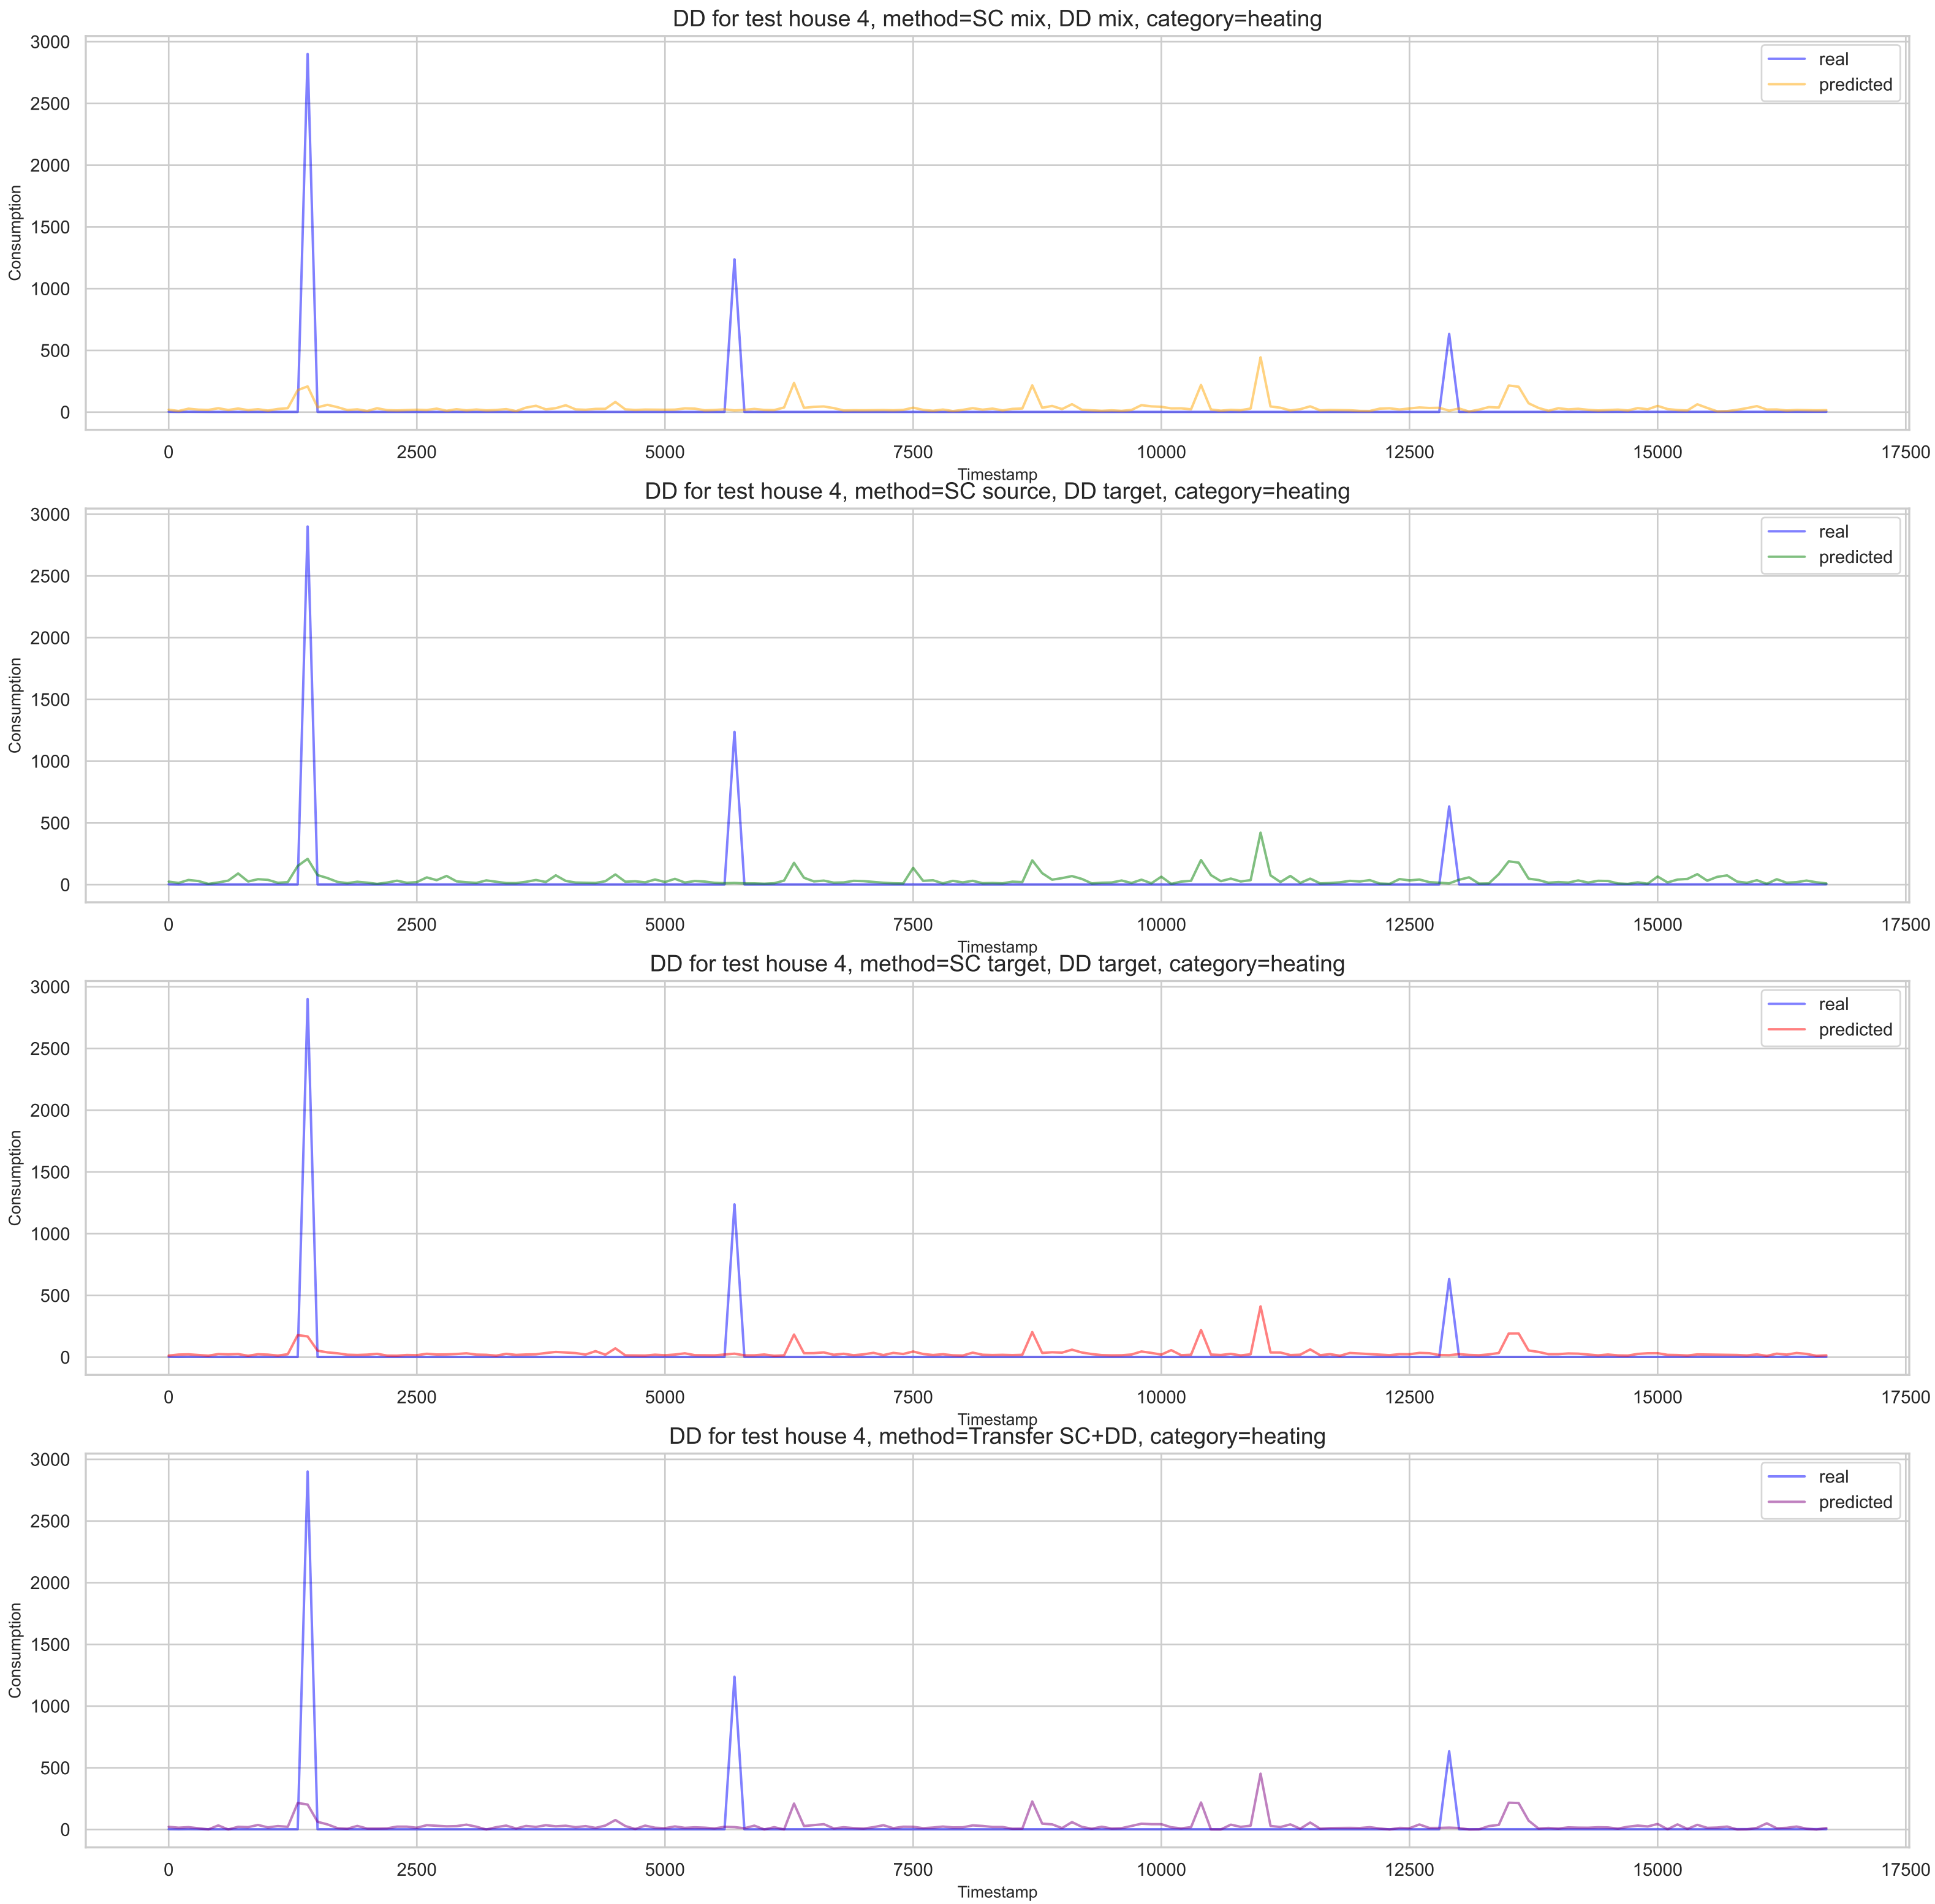 DD for test house 4, method=SC mix, DD mix, category=heating
3000
2500
2000
1500
1000
500
0
Consumption
real
predicted
0 2500 5000 7500 10000 12500 15000 17500
Timestamp
DD for test house 4, method=SC source, DD target, category=heating
3000
2500
2000
1500
1000
500
0
Consumption
real
predicted
0 2500 5000 7500 10000 12500 15000 17500
Timestamp
DD for test house 4, method=SC target, DD target, category=heating
3000
2500
2000
1500
1000
500
0
Consumption
real
predicted
0 2500 5000 7500 10000 12500 15000 17500
Timestamp
DD for test house 4, method=Transfer SC+DD, category=heating
3000
2500
2000
1500
1000
500
0
Consumption
real
predicted
0 2500 5000 7500 10000 12500 15000 17500
Timestamp